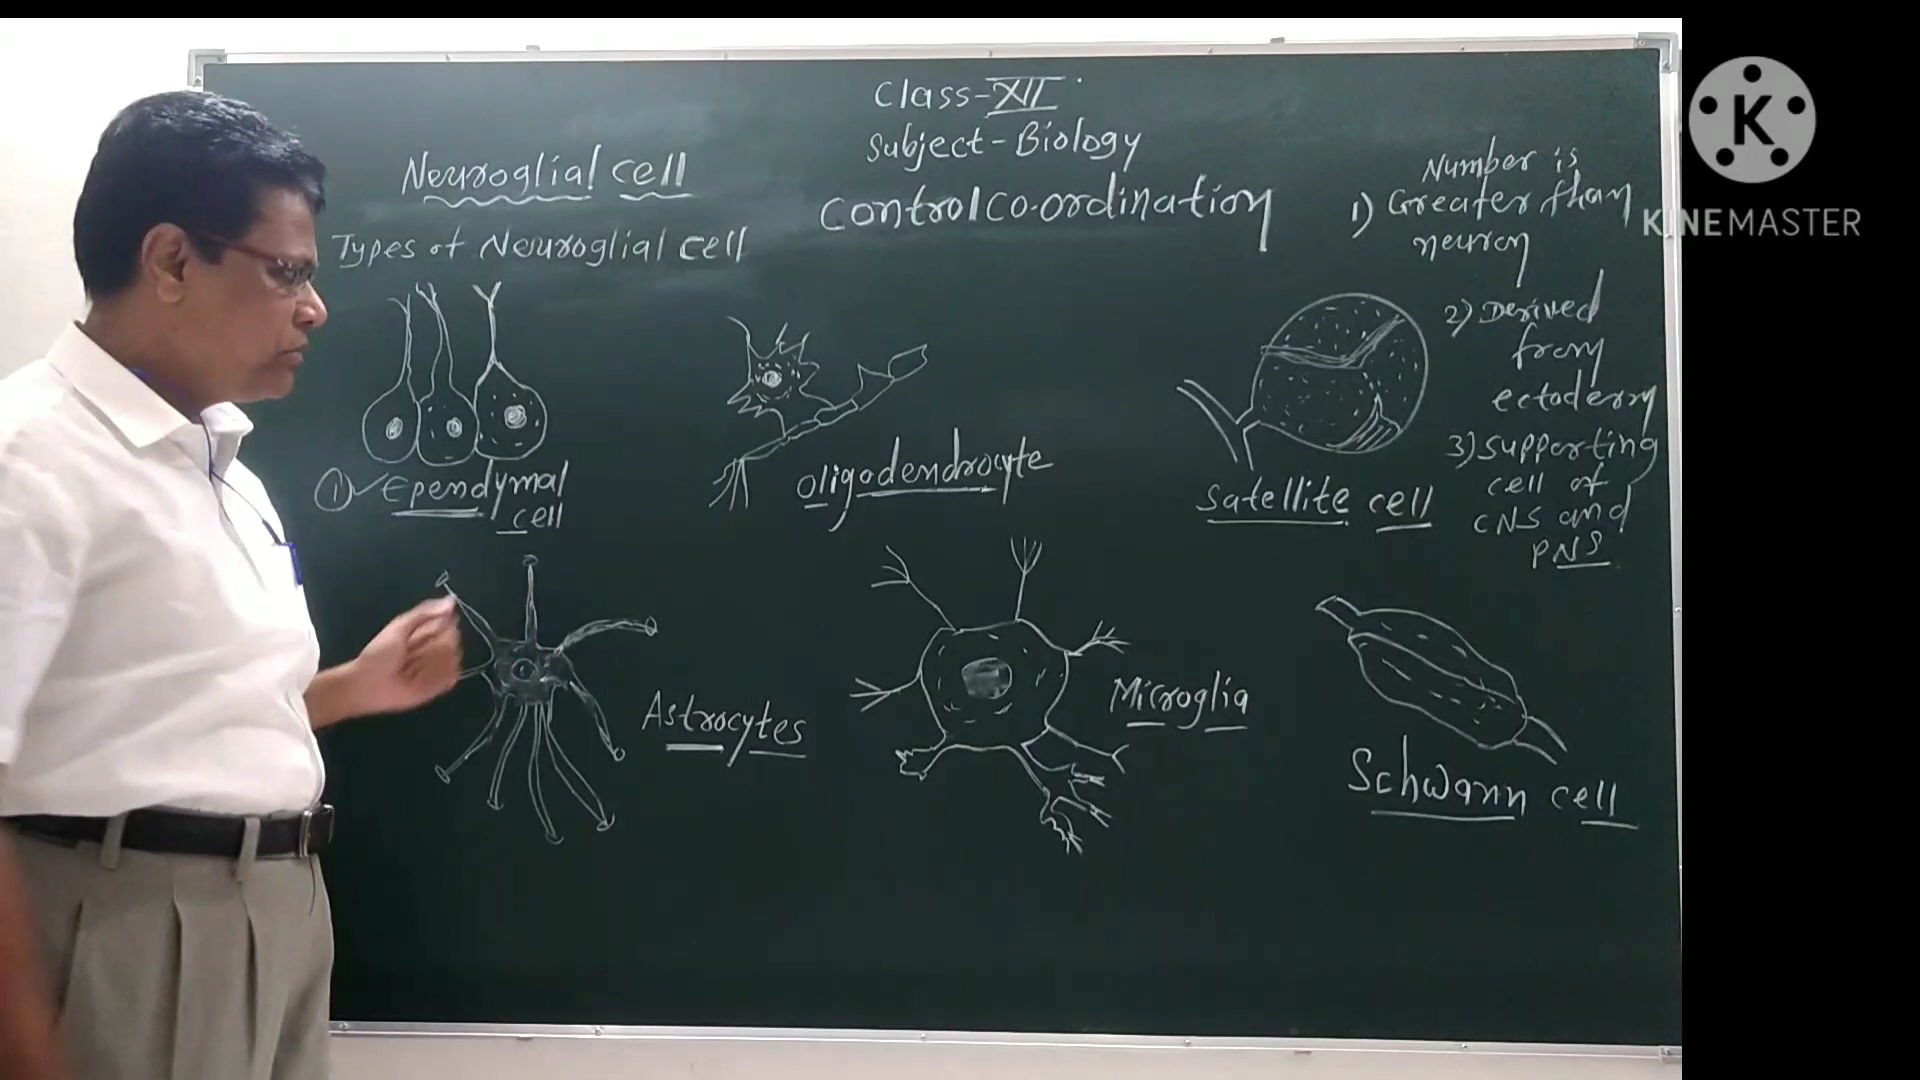 Class-XII
Subject-Biology
Control co-ordination
Neuroglial cell
Types of Neuroglial cell
① Ependymal
cell
oligodendrocyte
Satellite cell
Astrocytes
Microglia
Schwann cell
Number is
1) Greater than
neuron
2) Derived
from
ectoderm
3) supporting
cell of
CNS and
PNS
K
KINEMASTER